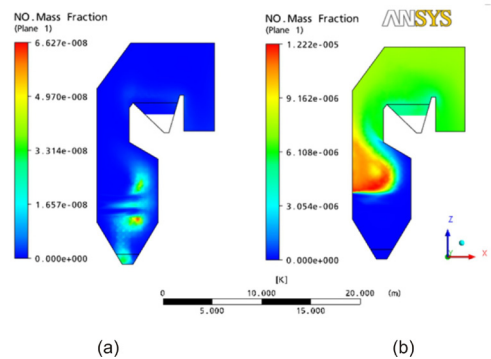 NO.Mass Fraction
(Plane 1)
6.627e-008
4.970e-008
3.314e-008
1.657e-008
0.000e+000
NO.Mass Fraction
(Plane 1)
1.222e-005
9.162e-006
6.108e-006
3.054e-006
0.000e+000
ANSYS
Z
Y
X
[K]
0 10.000 20.000 (m)
5.000 15.000
(a) (b)